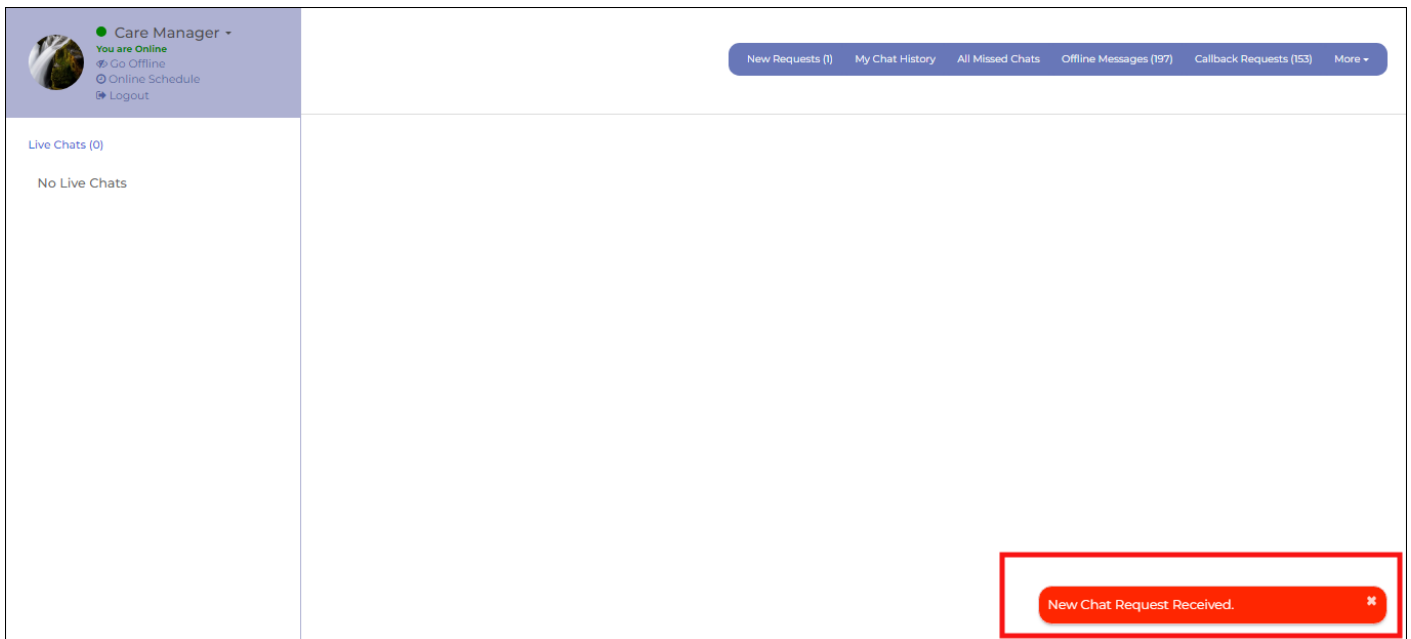 Care Manager
You are Online
Go Offline
Online Schedule
Logout
New Requests (1) My Chat History All Missed Chats Offline Messages (197) Callback Requests (153) More
Live Chats (0)
No Live Chats
New Chat Request Received.